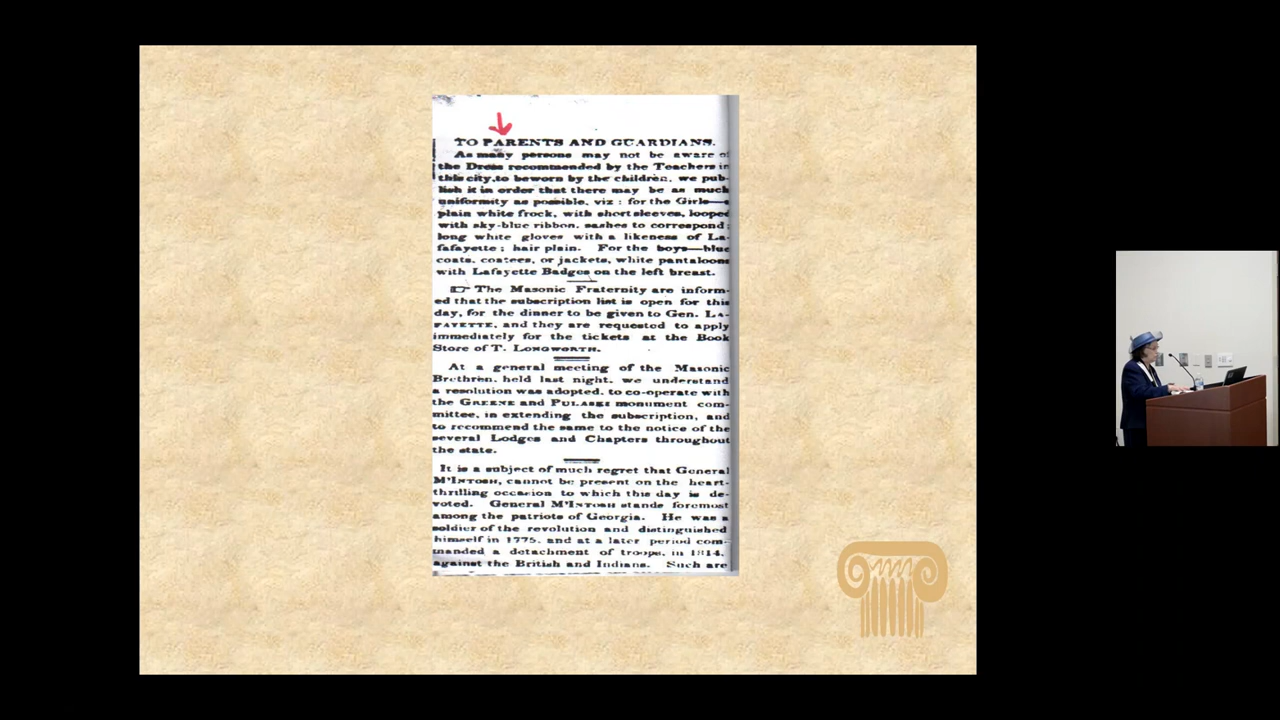 TO PARENTS AND GUARDIANS.
As many persons may not be aware of
the Dress recommended by the Teachers in
this city, to be worn by the children, we pub-
lish it in order that there may be as much
uniformity as possible, viz : for the Girls—a
plain white frock, with short sleeves, looped
with sky-blue ribbon, sashes to correspond:
long white gloves with a likeness of La-
fafayette ; hair plain. For the boys—blue
coats, coatees, or jackets, white pantaloons
with Lafayette Badges on the left breast.
☞ The Masonic Fraternity are inform-
ed that the subscription list is open for this
day, for the dinner to be given to Gen. LA-
FAYETTE, and they are requested to apply
immediately for the tickets at the Book
Store of T. LONGWORTH.
At a general meeting of the Masonic
Brethren, held last night, we understand
a resolution was adopted, to co-operate with
the GREENE and PULASKI monument com-
mittee, in extending the subscription, and
to recommend the same to the notice of the
several Lodges and Chapters throughout
the state.
It is a subject of much regret that General
M'INTOSH, cannot be present on the heart-
thrilling occasion to which this day is de-
voted. General M'INTOSH stands foremost
among the patriots of Georgia. He was a
soldier of the revolution and distinguished
himself in 1775, and at a later period com-
manded a detachment of troops, in 1814,
against the British and Indians. Such are